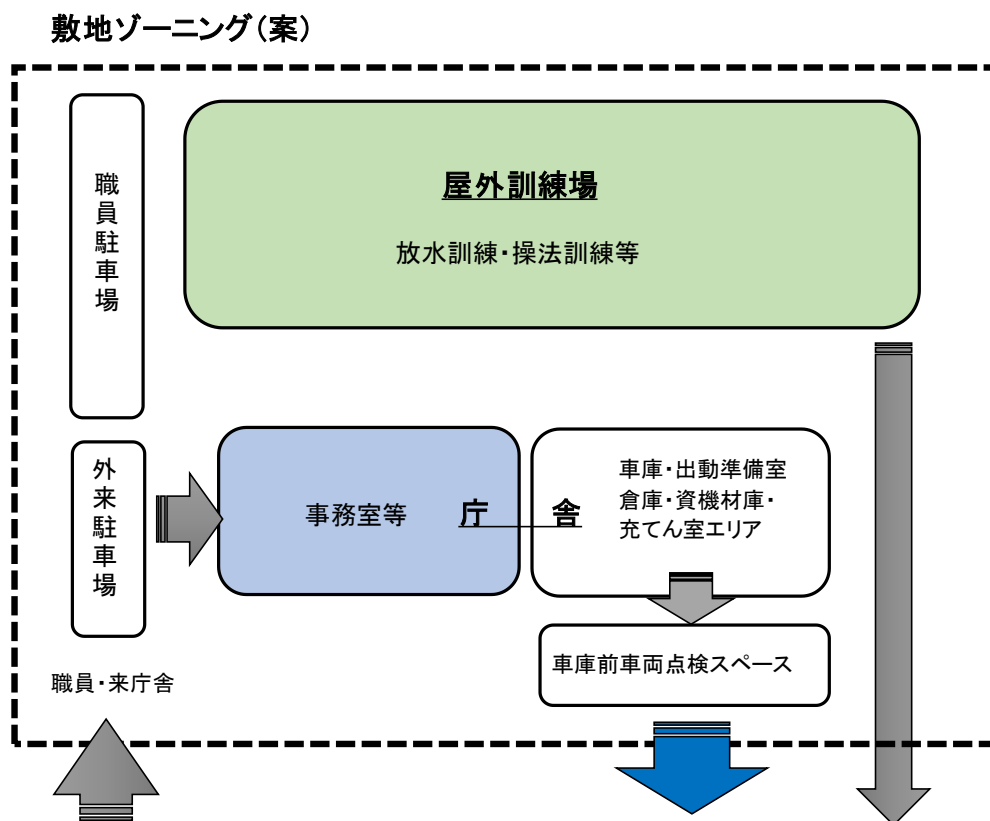 敷地ゾーニング(案)
職員駐車場
屋外訓練場
放水訓練・操法訓練等
外来駐車場
事務室等
庁 舎
車庫・出動準備室
倉庫・資機材庫・
充てん室エリア
車庫前車両点検スペース
職員・来庁舎